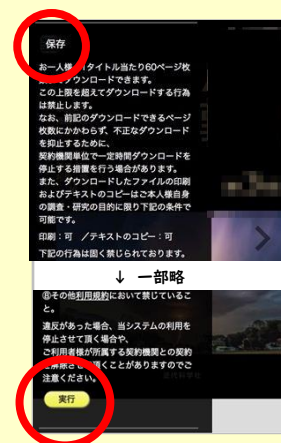 保存
お一人様、1タイトル当たり60ページ枚
ダウンロードできます。
この上限を超えてダウンロードする行為
は禁止します。
なお、前記のダウンロードできるページ
枚数にかかわらず、不正なダウンロード
を抑止するために、
契約機関単位で一定時間ダウンロードを
停止する措置を行う場合があります。
また、ダウンロードしたファイルの印刷
およびテキストのコピーはご本人様自身
の調査・研究の目的に限り下記の条件で
可能です。
印刷:可 /テキストのコピー:可
下記の行為は固く禁じられております。
↓ 一部略
⑧その他利用規約において禁じているこ
と。
違反があった場合、当システムの利用を
停止させて頂く場合や、
ご利用者様が所属する契約機関との契約
を解除させて頂くことがありますのでご
注意ください。
実行